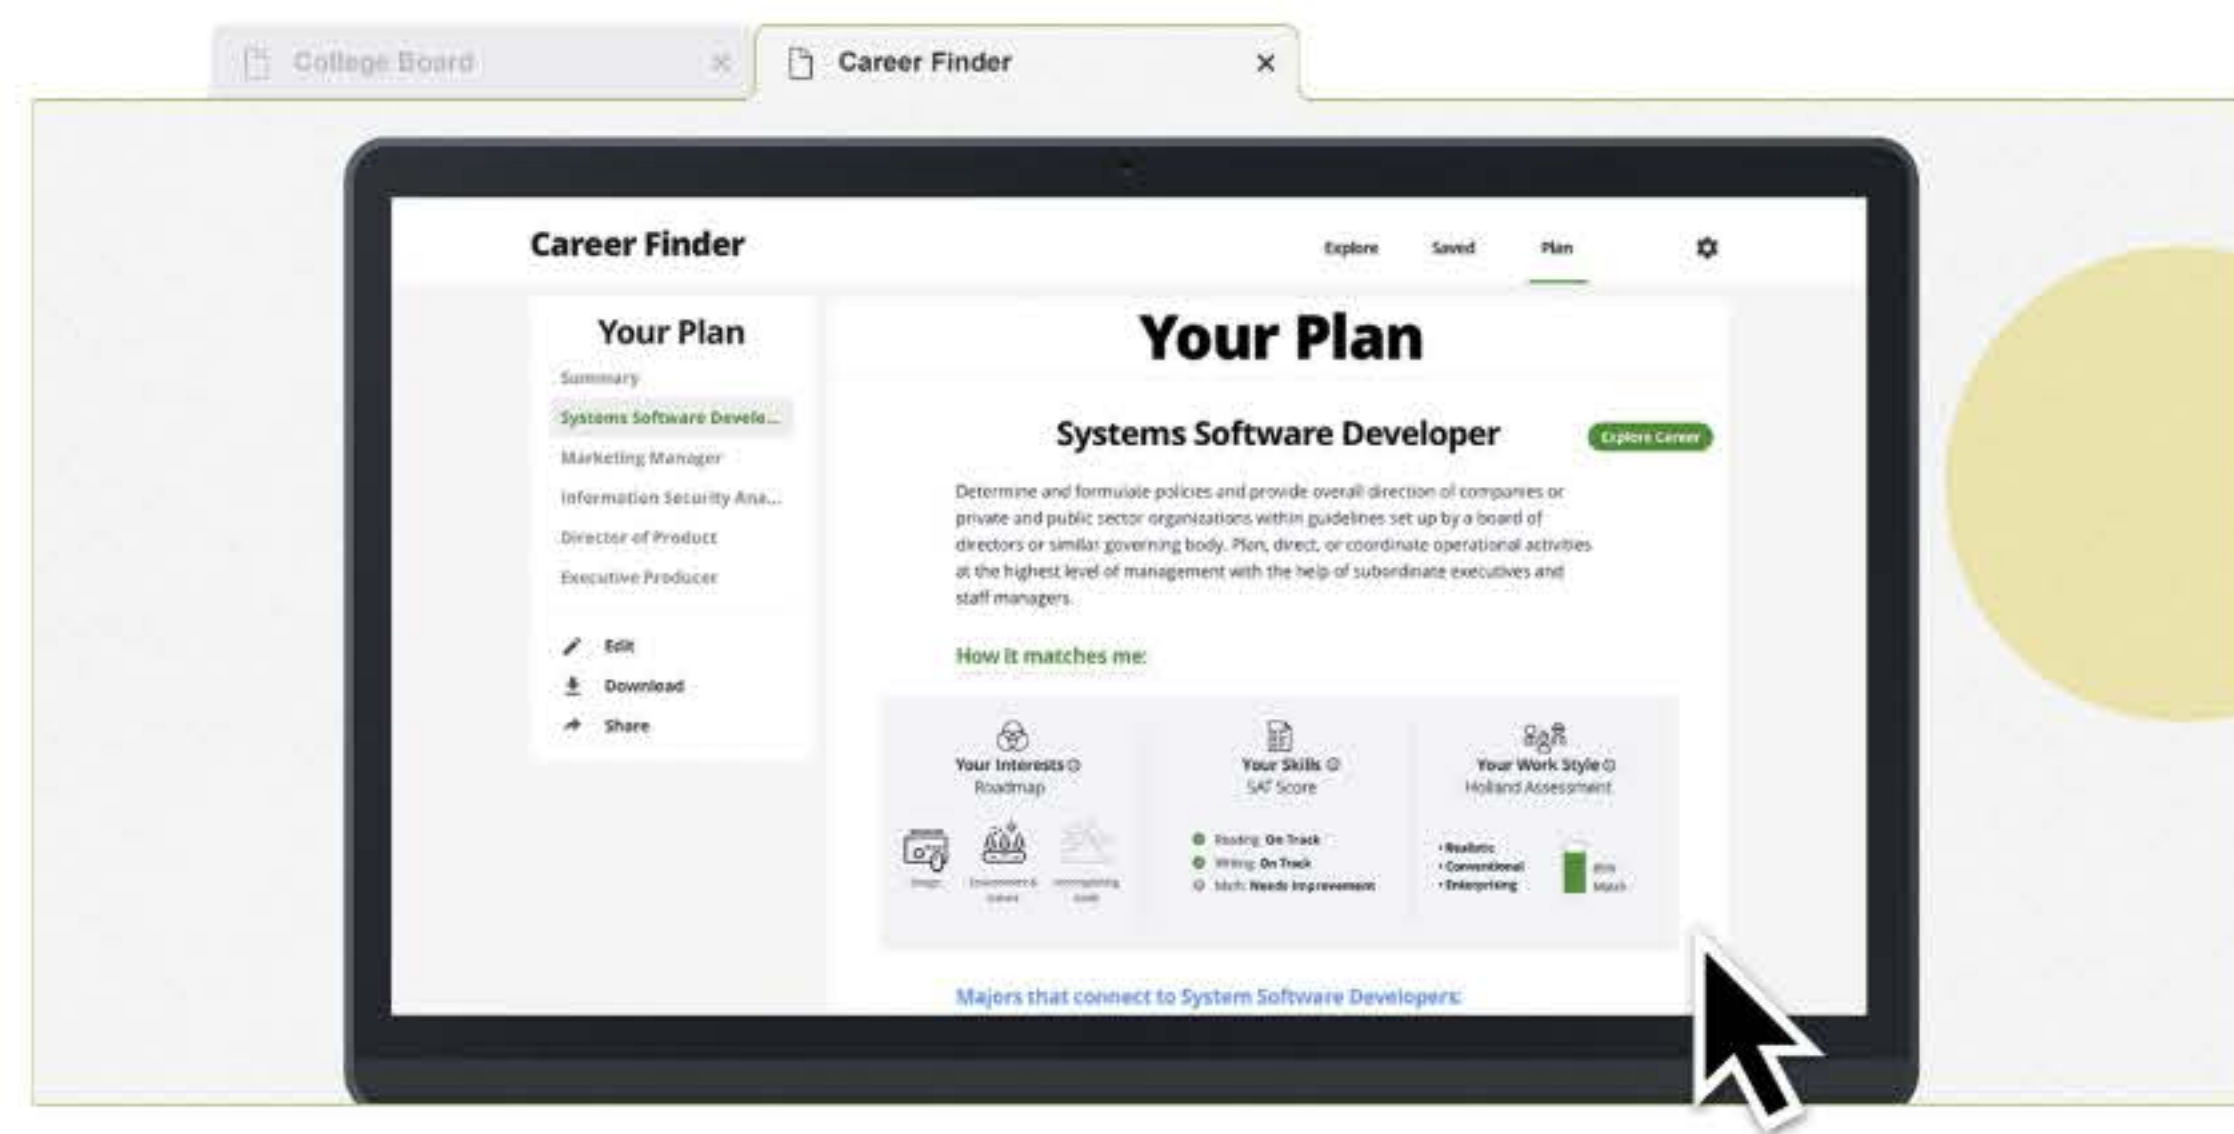 College Board
Career Finder
Career Finder
Explore
Saved
Plan
Your Plan
Summary
Systems Software Develo...
Marketing Manager
Information Security Ana...
Director of Product
Executive Producer
Edit
Download
Share
Your Plan
Systems Software Developer
Explore Career
Determine and formulate policies and provide overall direction of companies or
private and public sector organizations within guidelines set up by a board of
directors or similar governing body. Plan, direct, or coordinate operational activities
at the highest level of management with the help of subordinate executives and
staff managers.
How it matches me:
Your Interests
Roadmap
Your Skills
SAT Score
Reading: On Track
Writing: On Track
Math: Needs Improvement
Your Work Style
Holland Assessment
• Realistic
• Conventional
• Enterprising
Match
Majors that connect to System Software Developers: